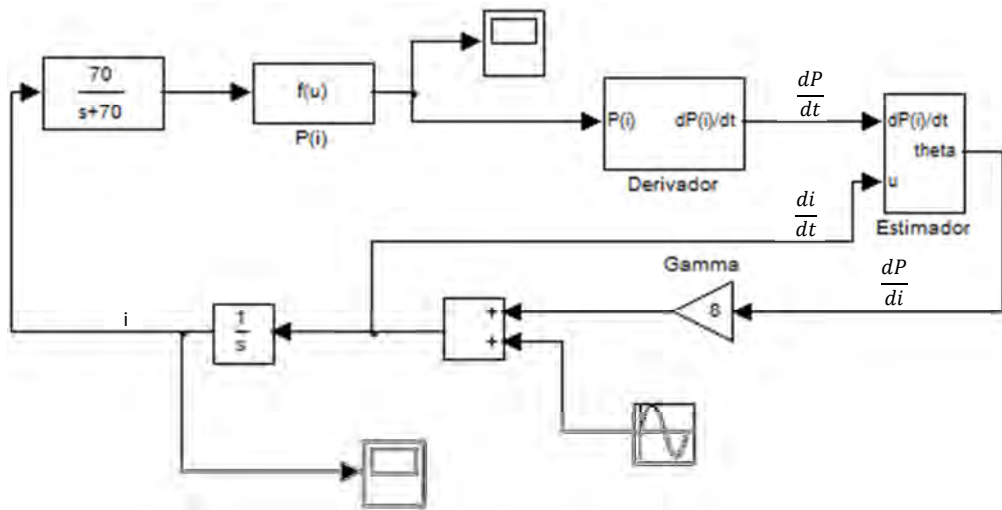 70
s+70
f(u)
P(i)
P(i)
dP(i)/dt
Derivador
dP
dt
dP(i)/dt
theta
u
Estimador
di
dt
Gamma
8
dP
di
+
+
1
s
i